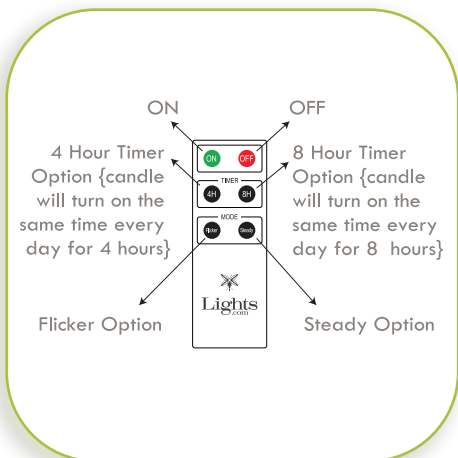 ON
OFF
4 Hour Timer
Option {candle
will turn on the
same time every
day for 4 hours}
8 Hour Timer
Option {candle
will turn on the
same time every
day for 8 hours}
ON OFF
TIMER
4H 8H
MODE
Flicker Steady
Lights
.com
Flicker Option
Steady Option